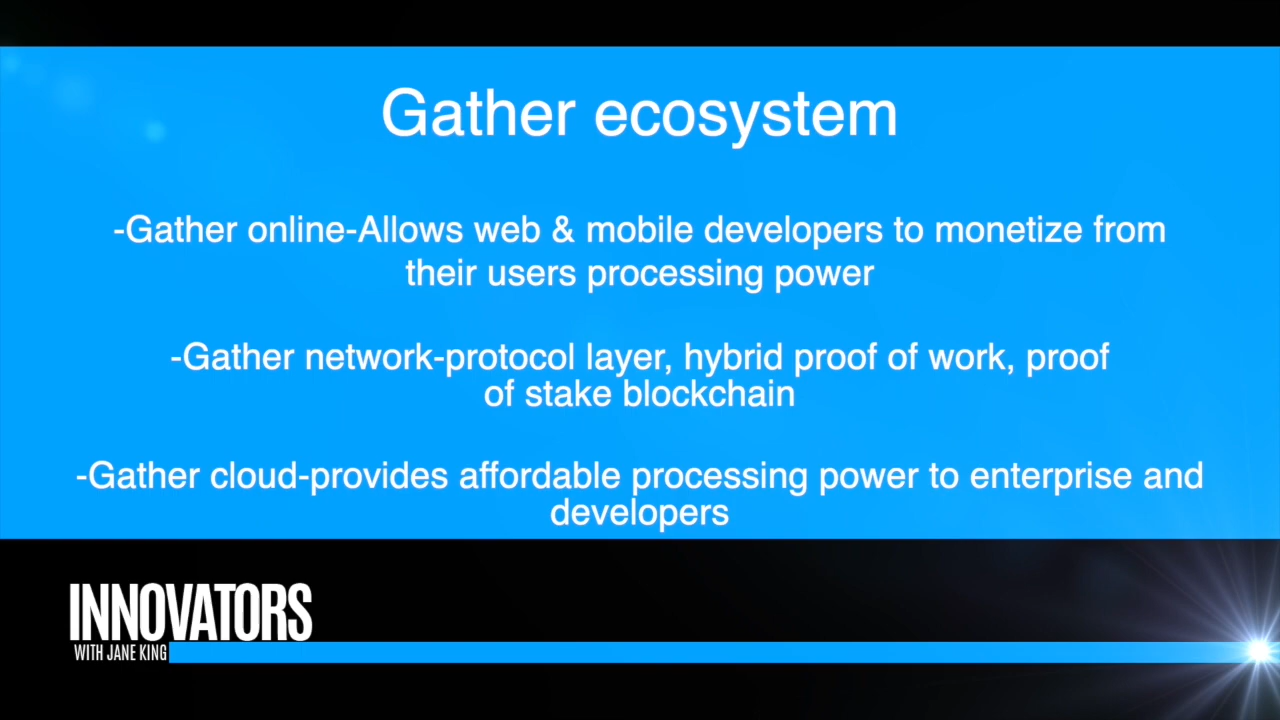 Gather ecosystem
-Gather online-Allows web & mobile developers to monetize from
their users processing power
-Gather network-protocol layer, hybrid proof of work, proof
of stake blockchain
-Gather cloud-provides affordable processing power to enterprise and
developers
INNOVATORS
WITH JANE KING